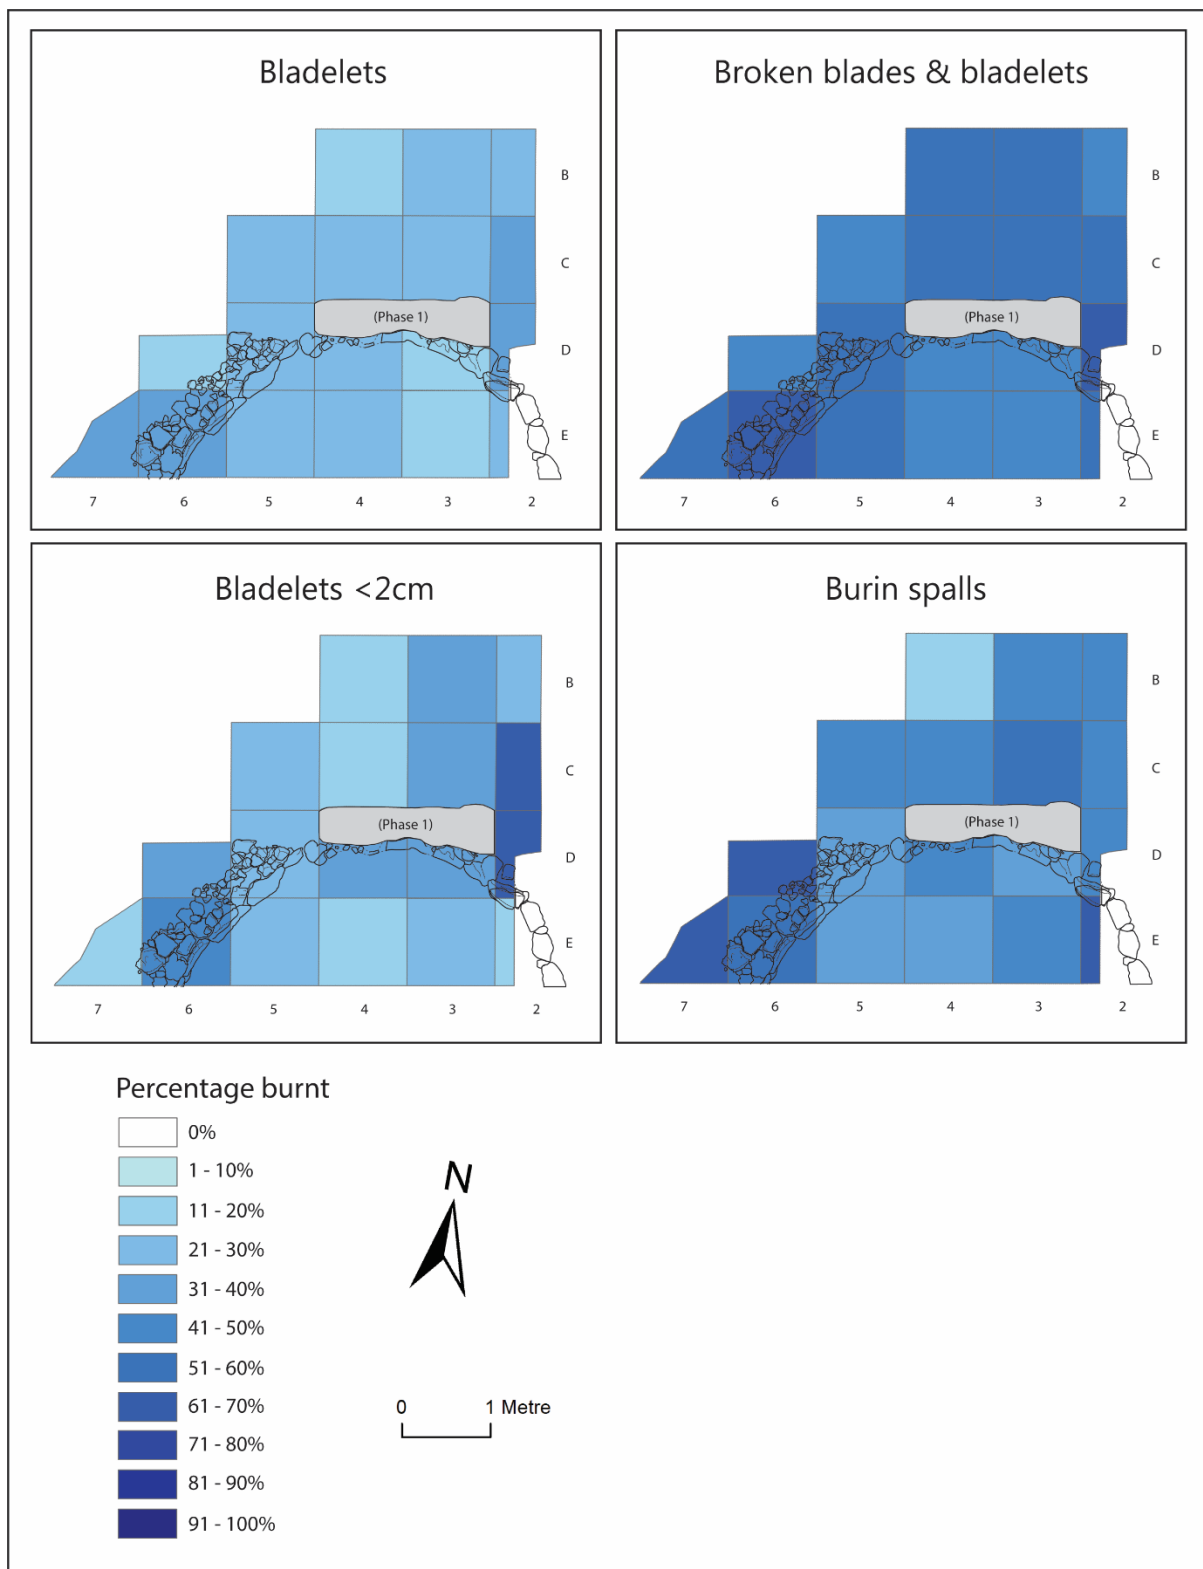 Bladelets
B
C
(Phase 1)
D
E
7 6 5 4 3 2
Broken blades & bladelets
B
C
(Phase 1)
D
E
7 6 5 4 3 2
Bladelets <2cm
B
C
(Phase 1)
D
E
7 6 5 4 3 2
Burin spalls
B
C
(Phase 1)
D
E
7 6 5 4 3 2
Percentage burnt
0%
1 - 10%
11 - 20%
21 - 30%
31 - 40%
41 - 50%
51 - 60%
61 - 70%
71 - 80%
81 - 90%
91 - 100%
N
0 1 Metre